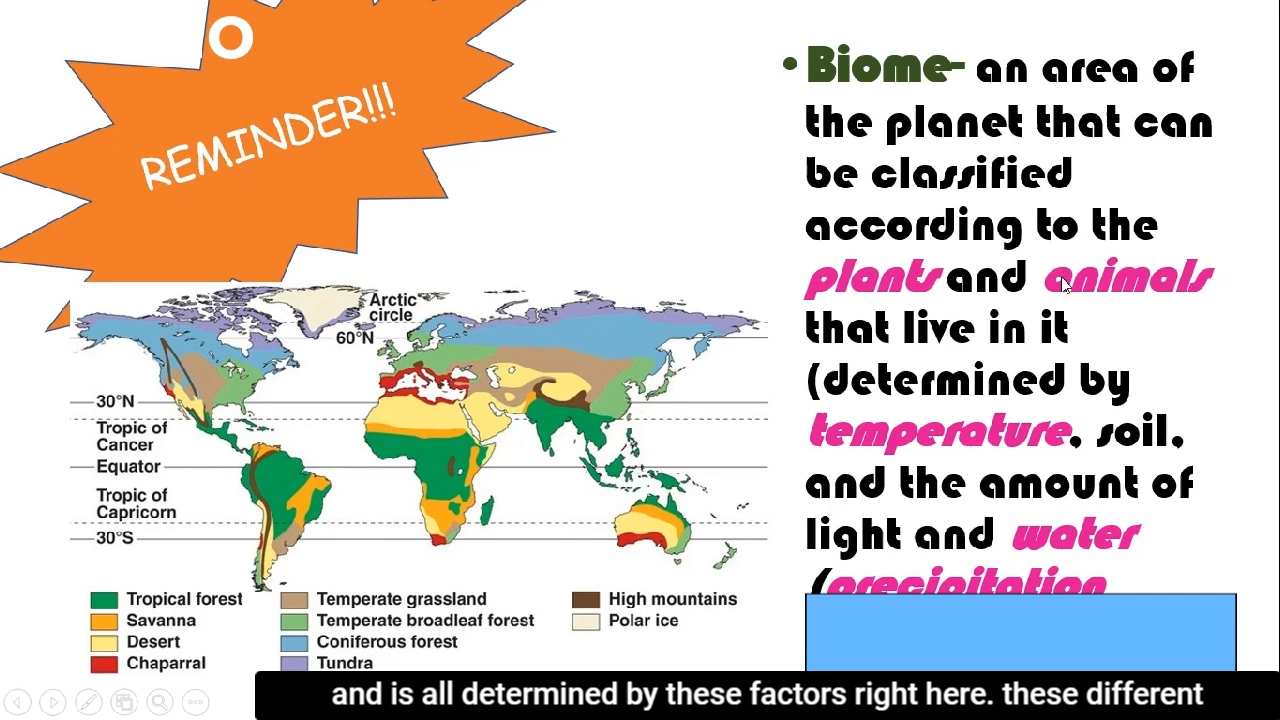 O
REMINDER!!!
• Biome- an area of
the planet that can
be classified
according to the
plants and animals
that live in it
(determined by
temperature, soil,
and the amount of
light and water
(precipitation
Arctic
circle
60°N
30°N
Tropic of
Cancer
Equator
Tropic of
Capricorn
30°S
Tropical forest
Savanna
Desert
Chaparral
Temperate grassland
Temperate broadleaf forest
Coniferous forest
Tundra
High mountains
Polar ice
and is all determined by these factors right here. these different